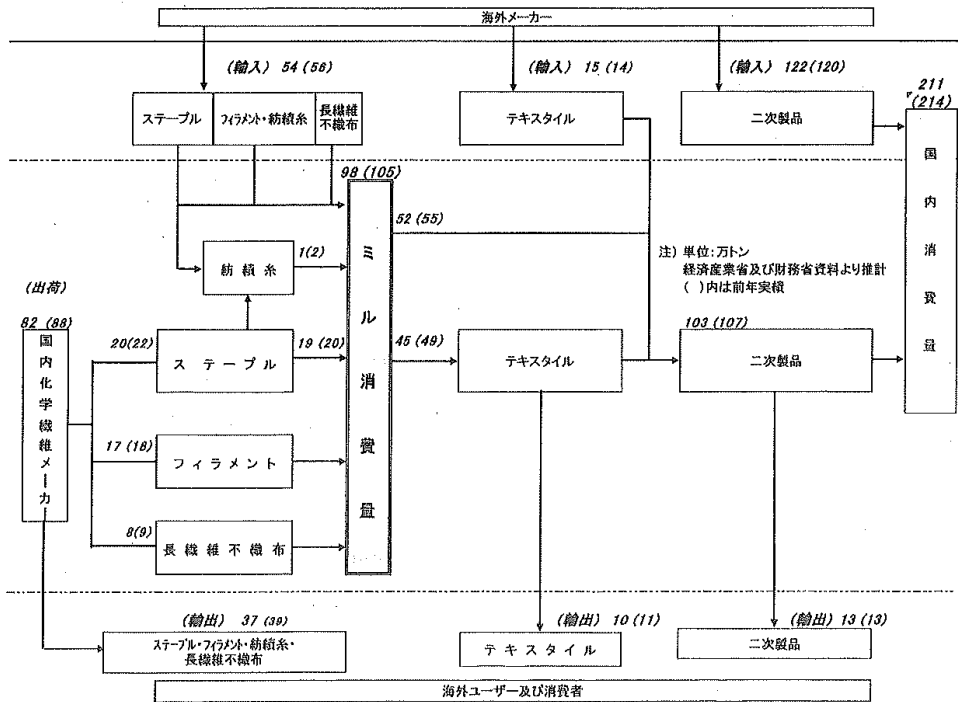 海外メーカー
(輸入) 54 (56)
(輸入) 15 (14)
(輸入) 122 (120)
211
(214)
ステープル
フィラメント・紡績糸
長繊維
不織布
テキスタイル
二次製品
国内消費量
98 (105)
ミル消費量
52 (55)
紡績糸
1(2)
注) 単位:万トン
経済産業省及び財務省資料より推計
( )内は前年実績
(出荷)
82 (88)
国内化学繊維メーカー
20(22)
ステープル
19 (20)
45 (49)
テキスタイル
103 (107)
二次製品
17 (18)
フィラメント
8(9)
長繊維不織布
(輸出) 37 (39)
ステープル・フィラメント・紡績糸・
長繊維不織布
(輸出) 10 (11)
テキスタイル
(輸出) 13 (13)
二次製品
海外ユーザー及び消費者